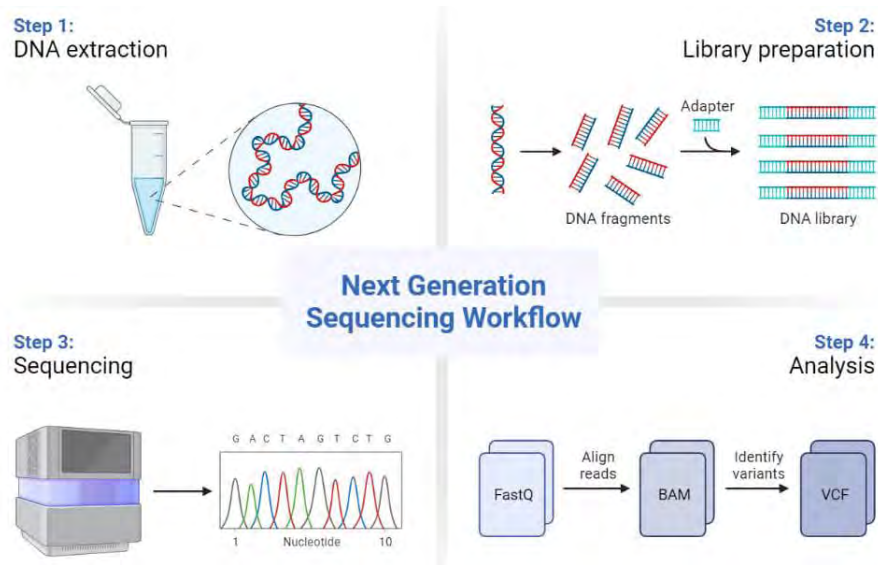 Step 1:
DNA extraction
Step 2:
Library preparation
Adapter
DNA fragments
DNA library
Next Generation
Sequencing Workflow
Step 3:
Sequencing
G A C T A G T C T G
1 Nucleotide 10
Step 4:
Analysis
FastQ
Align
reads
BAM
Identify
variants
VCF